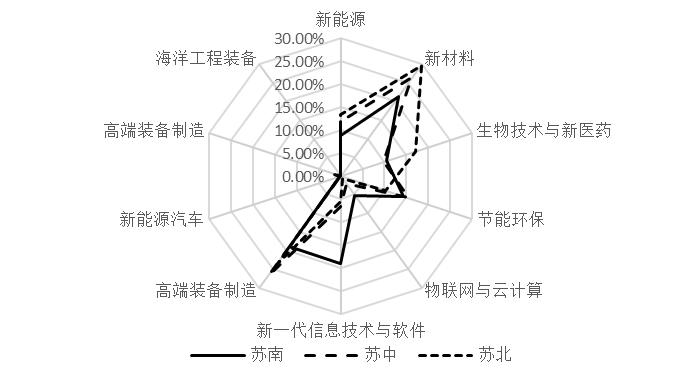 新能源
30.00%
25.00%
20.00%
15.00%
10.00%
5.00%
0.00%
新材料
生物技术与新医药
节能环保
物联网与云计算
新一代信息技术与软件
高端装备制造
新能源汽车
高端装备制造
海洋工程装备
苏南 苏中 苏北